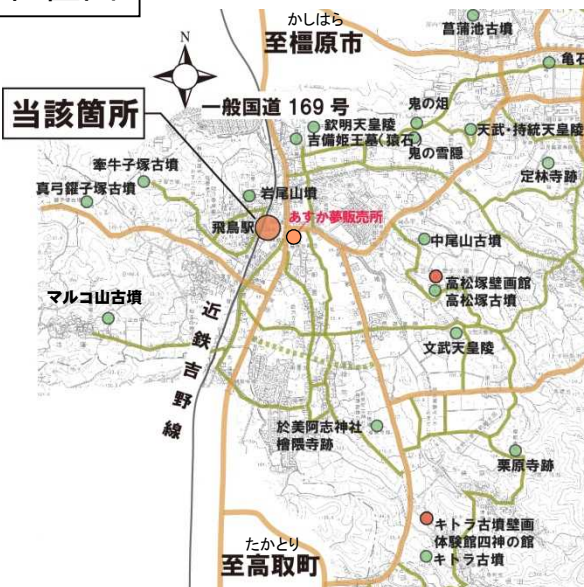 かしはら
至橿原市
菖蒲池古墳
亀石
N
一般国道 169 号
当該箇所
鬼の俎
欽明天皇陵
天武・持統天皇陵
吉備姫王墓(猿石)
鬼の雪隠
牽牛子塚古墳
定林寺跡
真弓鑵子塚古墳
岩尾山墳
あすか夢販売所
飛鳥駅
中尾山古墳
高松塚壁画館
高松塚古墳
マルコ山古墳
近鉄吉野線
文武天皇陵
於美阿志神社
檜隈寺跡
栗原寺跡
キトラ古墳壁画
体験館四神の館
キトラ古墳
たかとり
至高取町